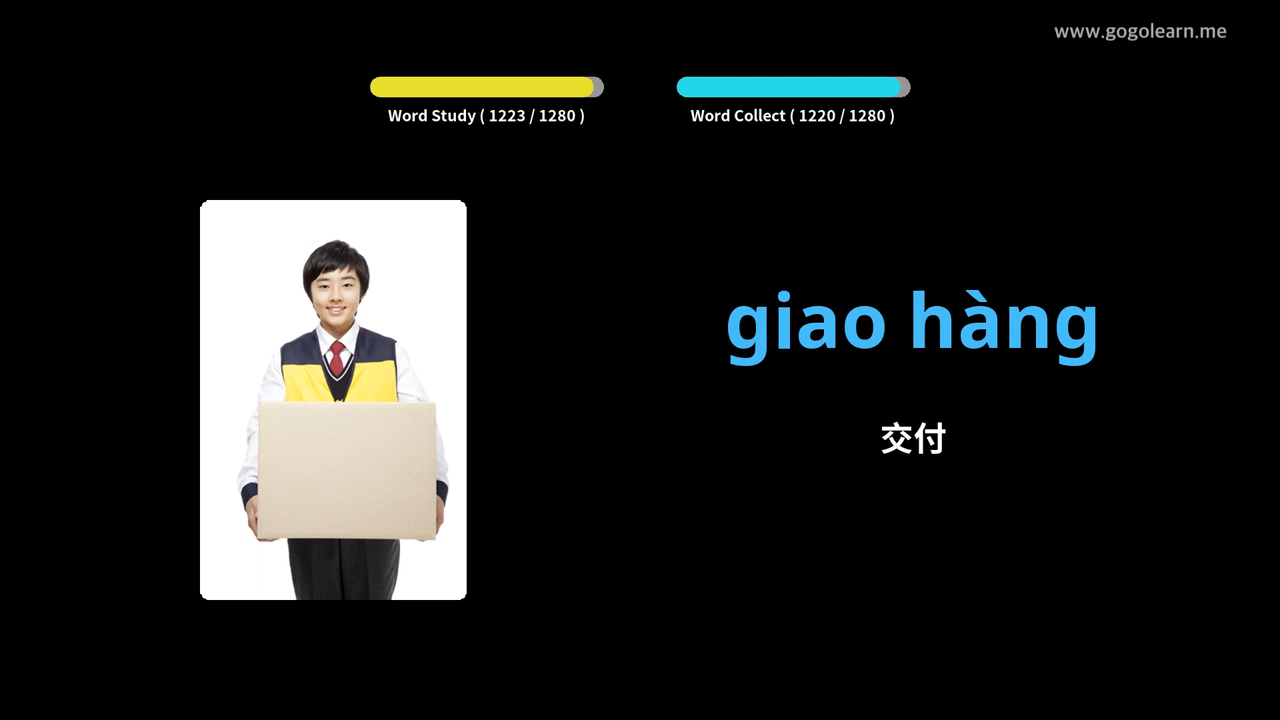 www.gogolearn.me
Word Study ( 1223 / 1280 )
Word Collect ( 1220 / 1280 )
giao hàng
交付